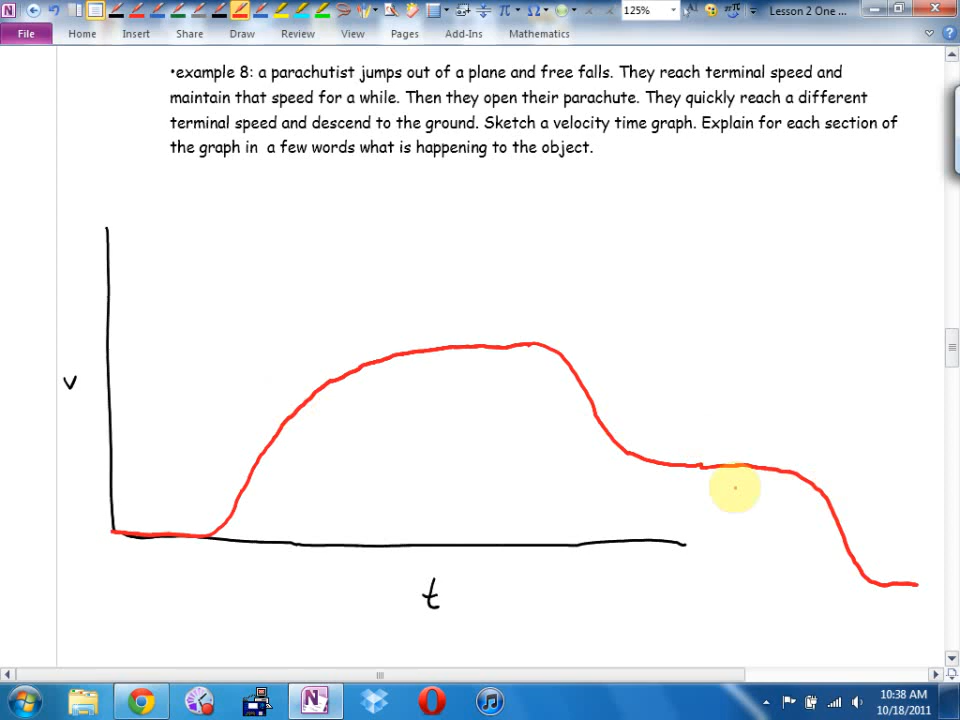 125%
Lesson 2 One ...
File Home Insert Share Draw Review View Pages Add-Ins Mathematics
•example 8: a parachutist jumps out of a plane and free falls. They reach terminal speed and
maintain that speed for a while. Then they open their parachute. They quickly reach a different
terminal speed and descend to the ground. Sketch a velocity time graph. Explain for each section of
the graph in a few words what is happening to the object.
v
t
10:38 AM
10/18/2011